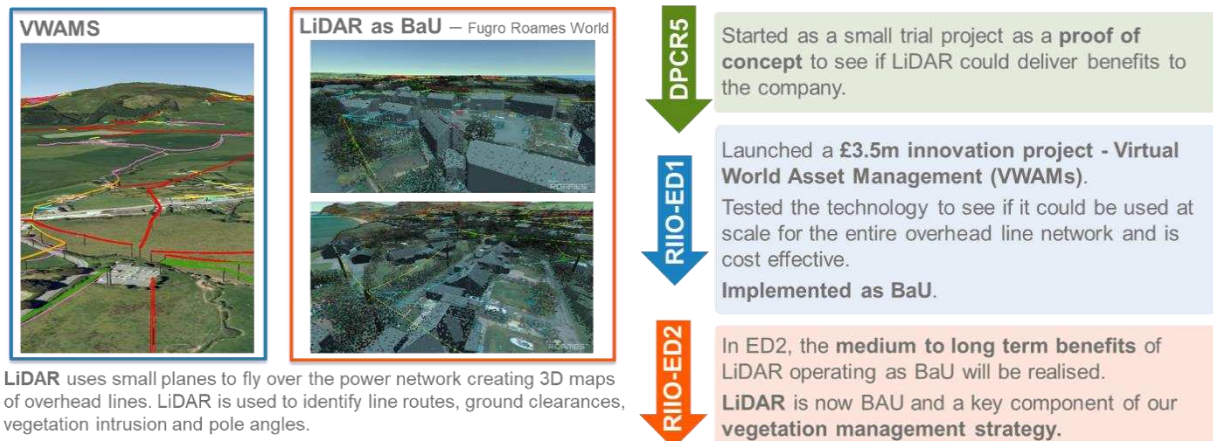 VWAMS
LiDAR as BaU – Fugro Roames World
ROAMES
ROAMES
LiDAR uses small planes to fly over the power network creating 3D maps
of overhead lines. LiDAR is used to identify line routes, ground clearances,
vegetation intrusion and pole angles.
DPCR5
Started as a small trial project as a proof of
concept to see if LiDAR could deliver benefits to
the company.
RIIO-ED1
Launched a £3.5m innovation project - Virtual
World Asset Management (VWAMs).
Tested the technology to see if it could be used at
scale for the entire overhead line network and is
cost effective.
Implemented as BaU.
RIIO-ED2
In ED2, the medium to long term benefits of
LiDAR operating as BaU will be realised.
LiDAR is now BAU and a key component of our
vegetation management strategy.